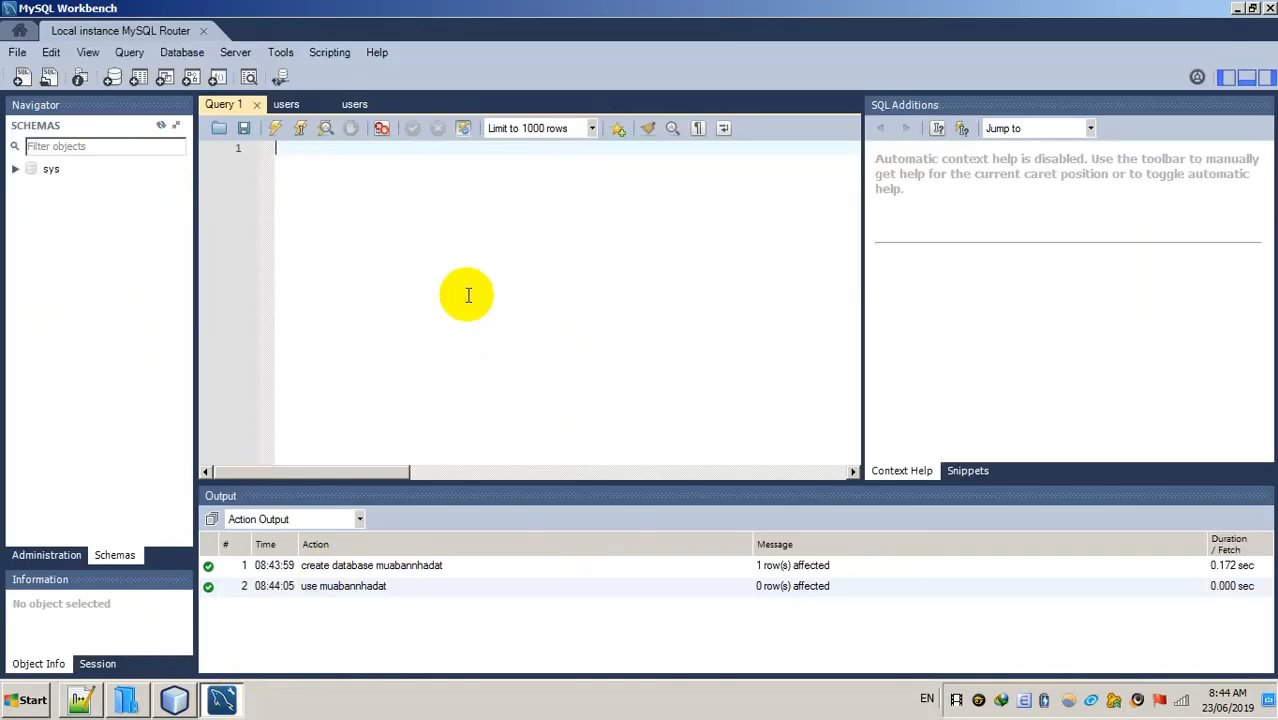 MySQL Workbench
Local instance MySQL Router
File Edit View Query Database Server Tools Scripting Help
Navigator
SCHEMAS
Filter objects
sys
Administration Schemas
Information
No object selected
Object Info Session
Query 1 users users
Limit to 1000 rows
1
SQL Additions
Jump to
Automatic context help is disabled. Use the toolbar to manually
get help for the current caret position or to toggle automatic
help.
Context Help Snippets
Output
Action Output
# Time Action Message Duration / Fetch
1 08:43:59 create database muabannhadat 1 row(s) affected 0.172 sec
2 08:44:05 use muabannhadat 0 row(s) affected 0.000 sec
Start
EN
8:44 AM
23/06/2019